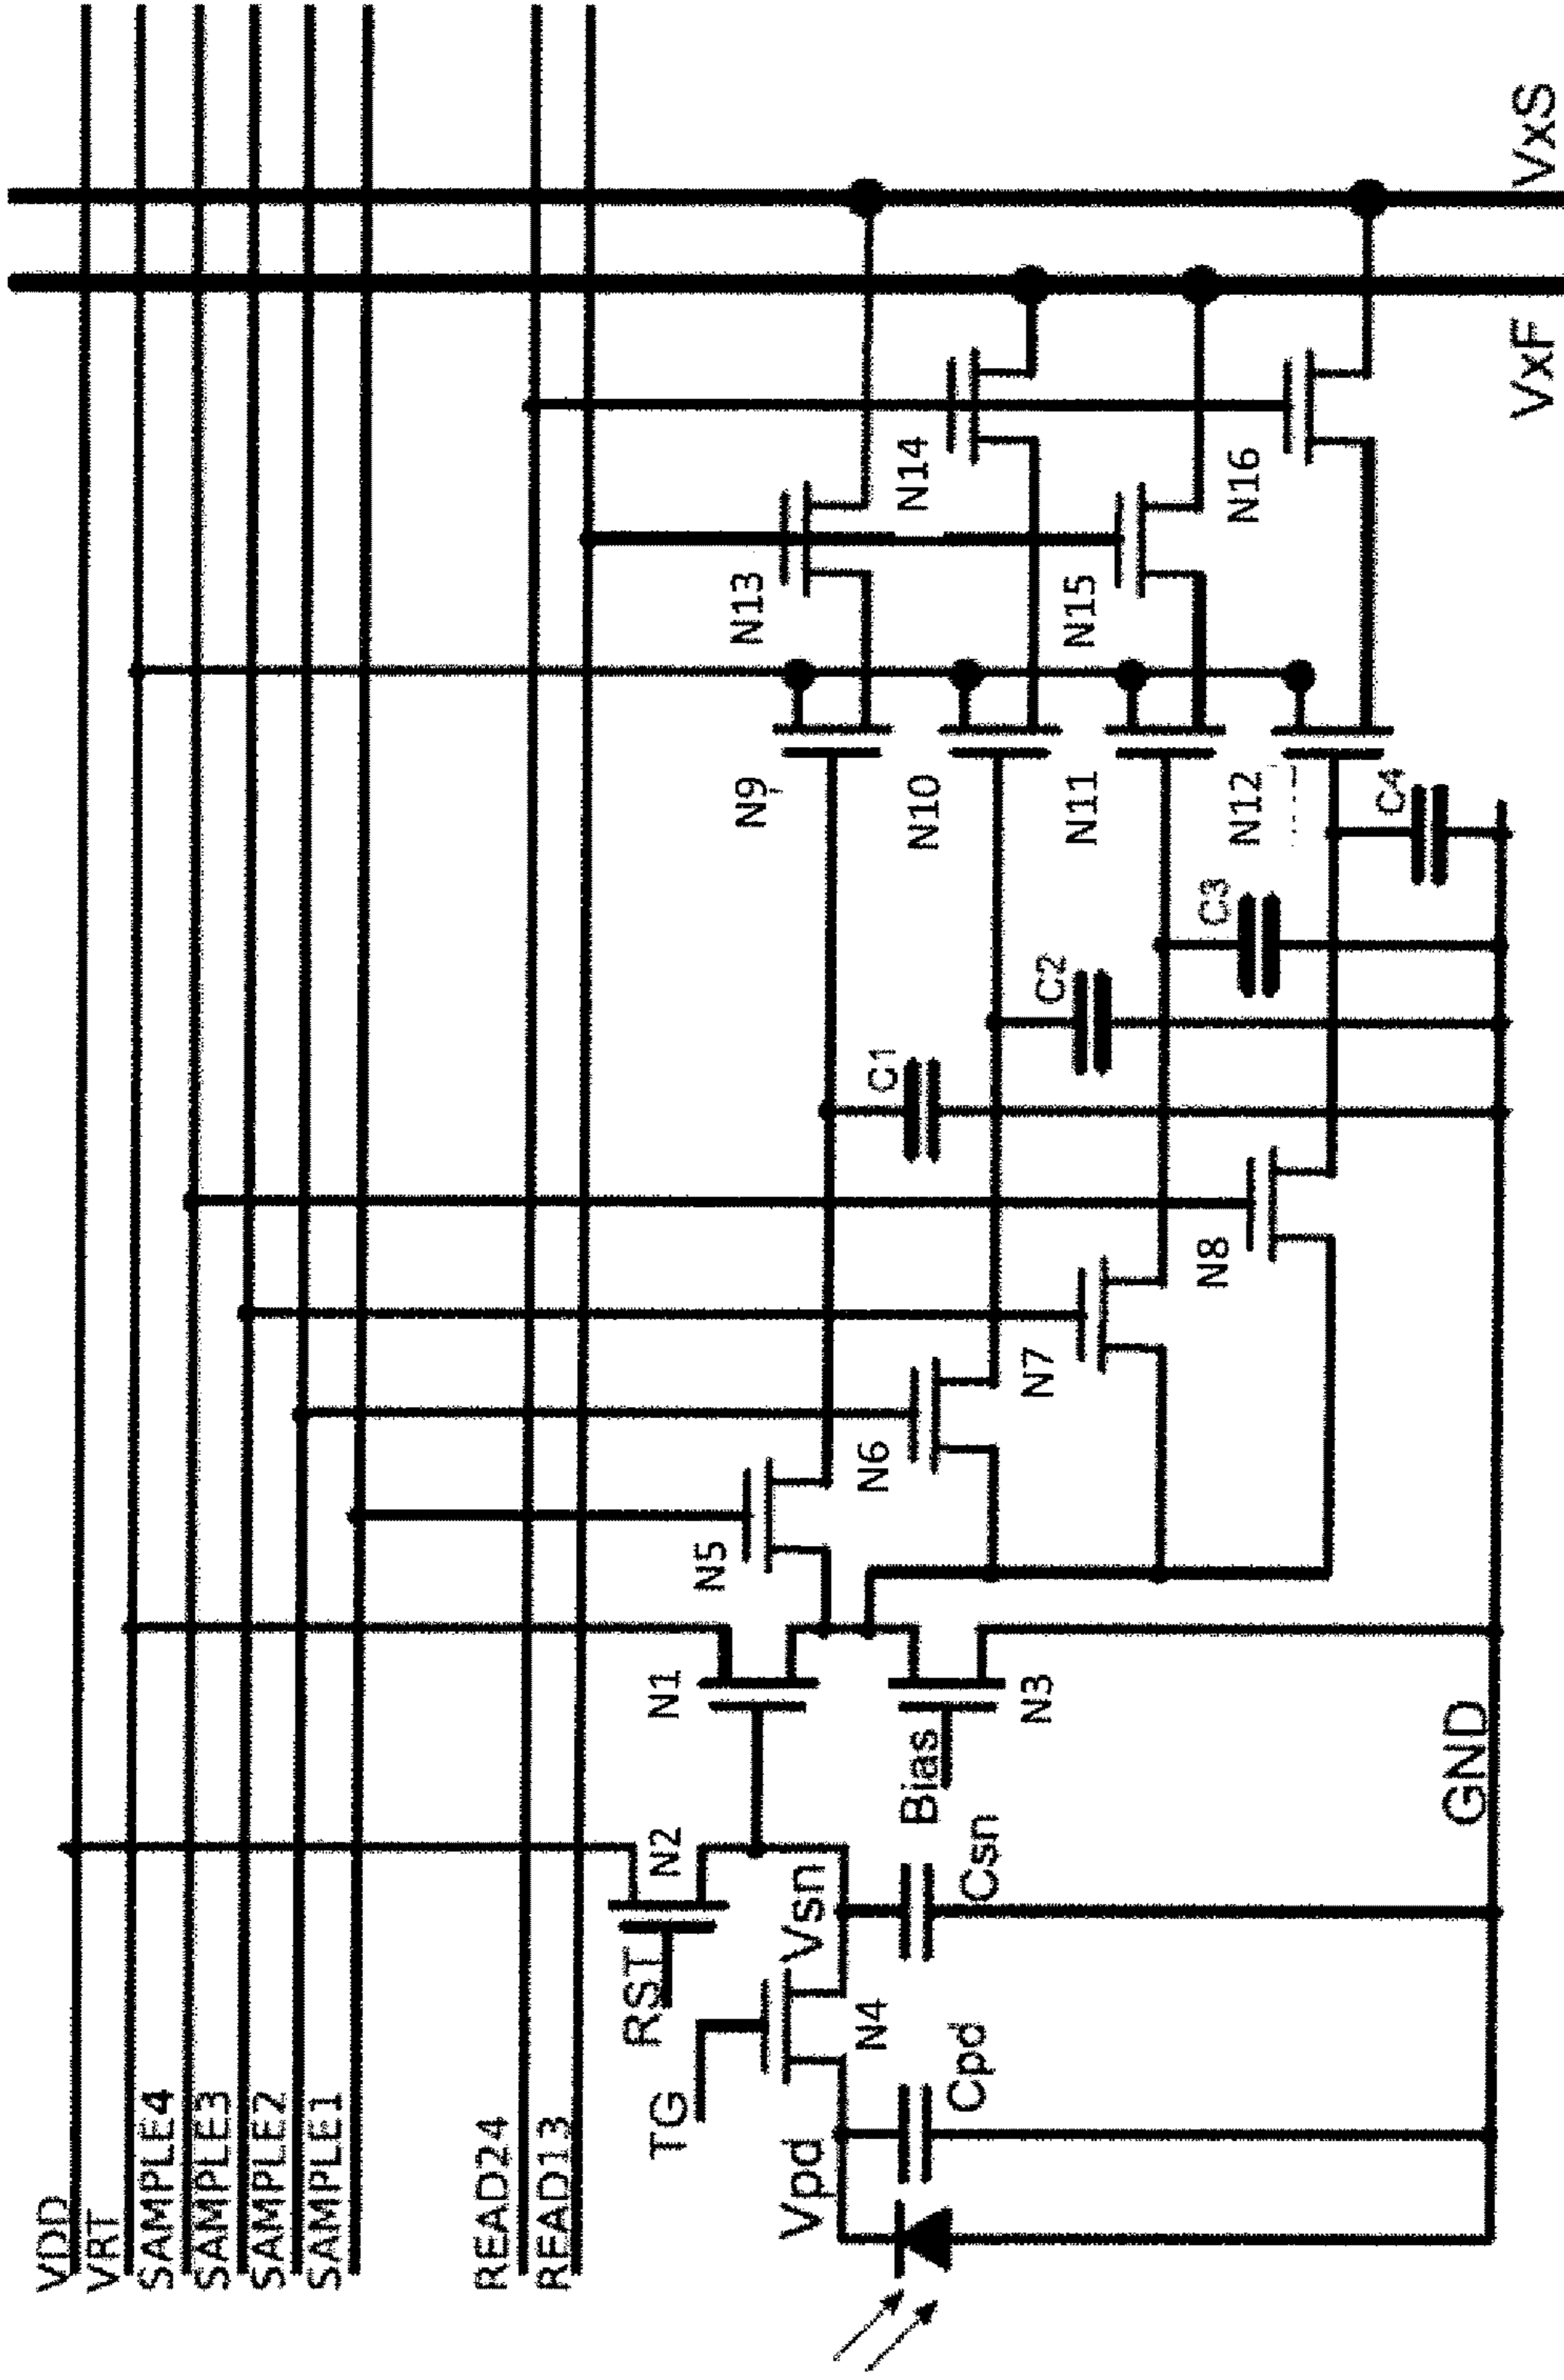 VDD
VRT
SAMPLE4
SAMPLE3
SAMPLE2
SAMPLE1
READ24
READ13
RST
N2
TG
Vsn
N4
Vpd
Cpd
Csn
N1
Bias
N3
GND
N5
N6
N7
N8
C1
C2
C3
C4
N9
N10
N11
N12
N13
N14
N15
N16
VxF
VxS